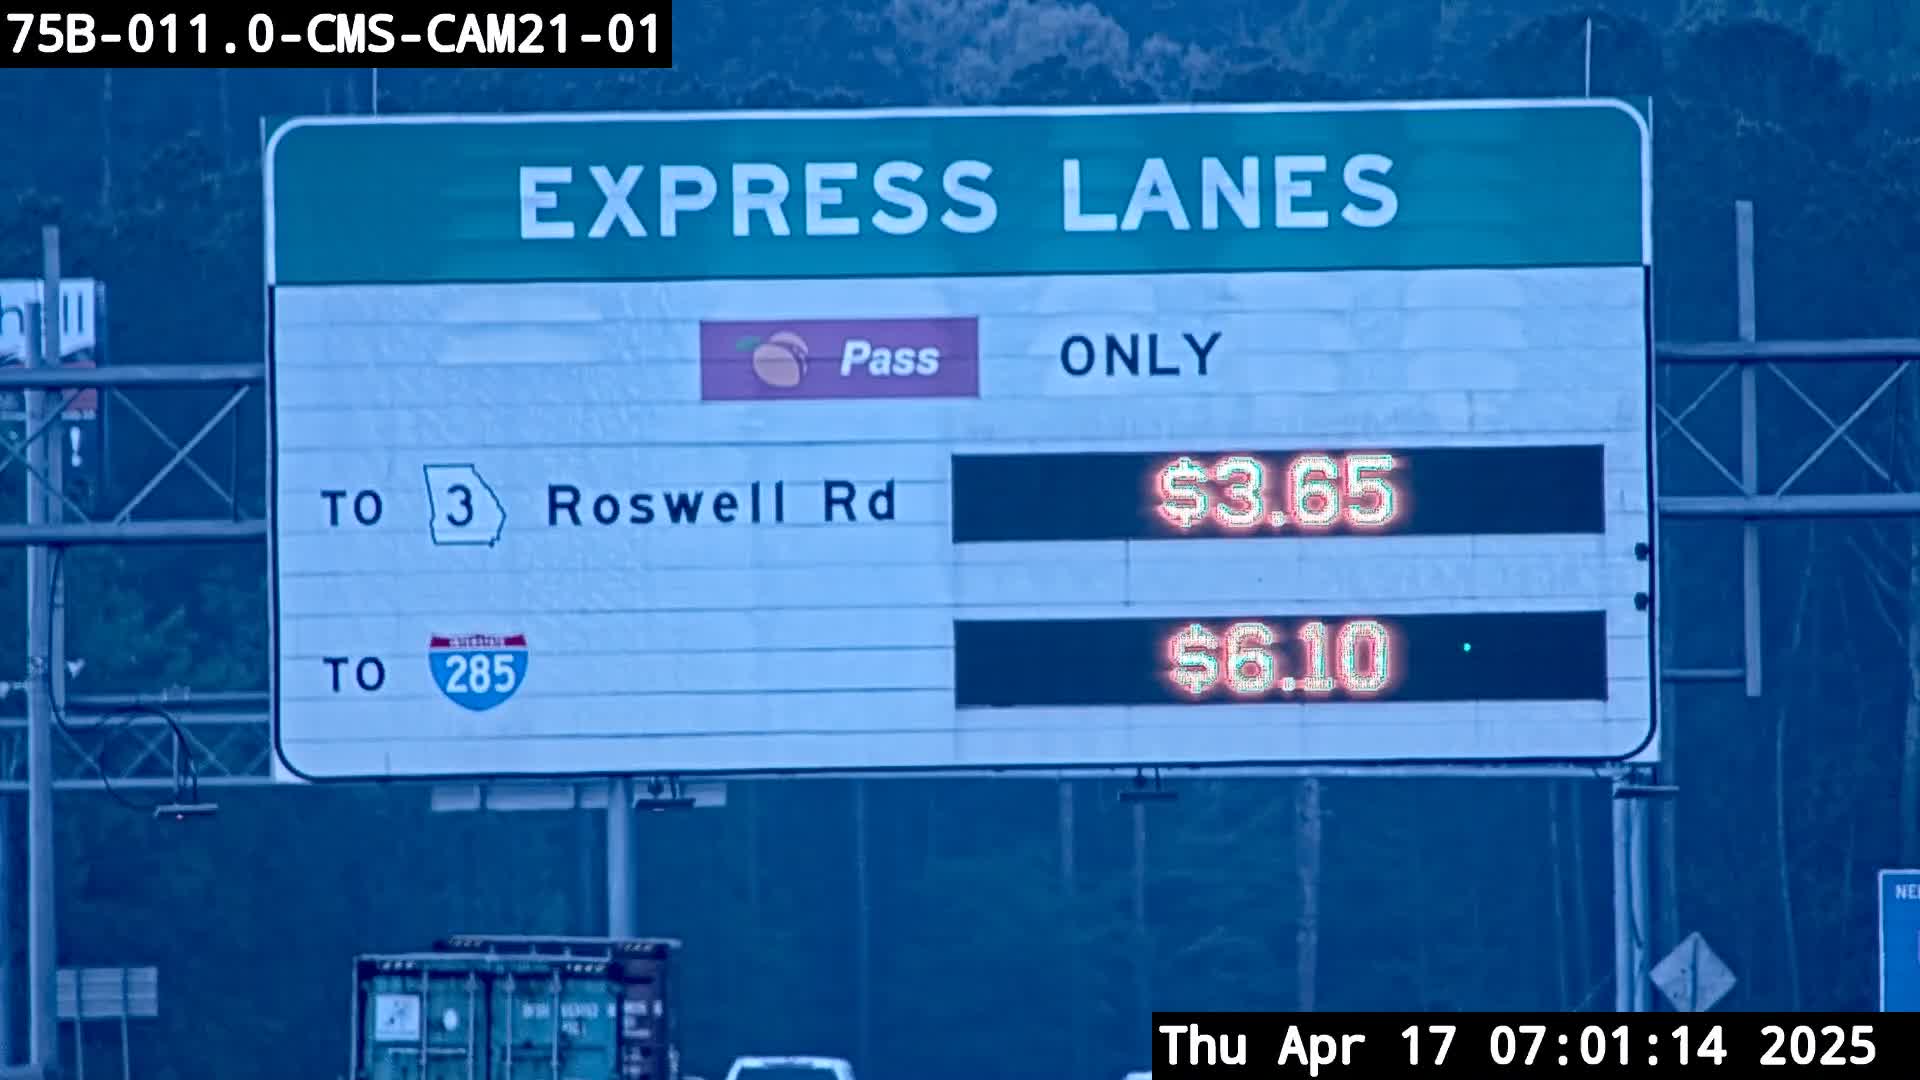 75B-011.0-CMS-CAM21-01
EXPRESS LANES
Pass ONLY
TO 3 Roswell Rd $3.65
TO 285 $6.10
Thu Apr 17 07:01:14 2025